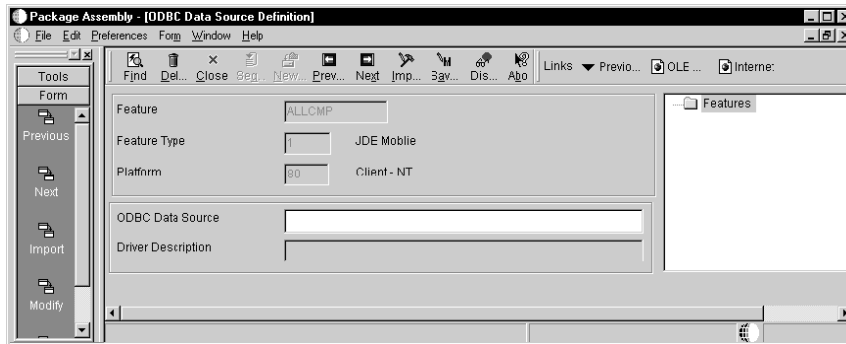 Package Assembly - [ODBC Data Source Definition]
File Edit Preferences Form Window Help
Find Del... Close Seq... New... Prev... Next Imp... Sav... Dis... Abo Links Previo... OLE ... Internet
Tools
Form
Previous
Next
Import
Modify
Feature ALLCMP
Feature Type 1 JDE Moblie
Platform 80 Client - NT
ODBC Data Source
Driver Description
Features